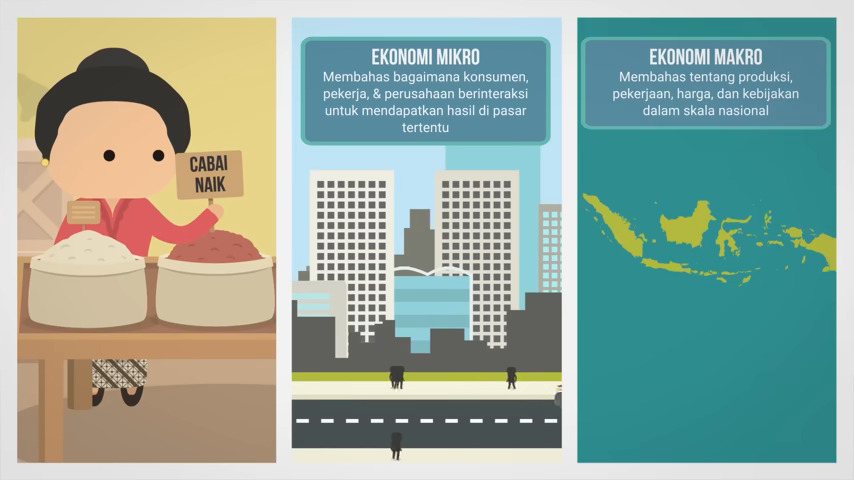 CABAI
NAIK
EKONOMI MIKRO
Membahas bagaimana konsumen,
pekerja, & perusahaan berinteraksi
untuk mendapatkan hasil di pasar
tertentu
EKONOMI MAKRO
Membahas tentang produksi,
pekerjaan, harga, dan kebijakan
dalam skala nasional